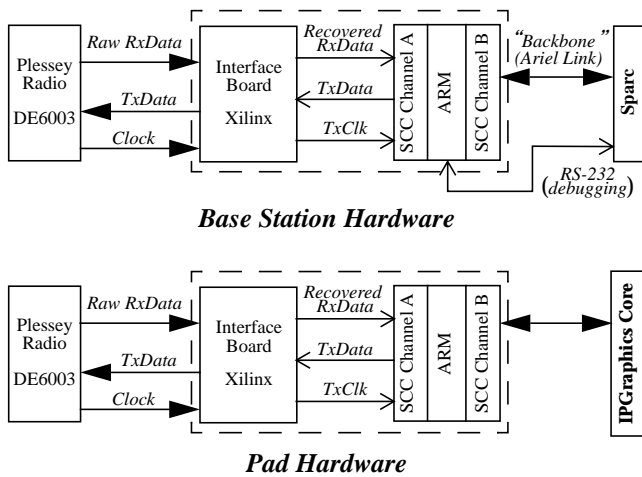 Plessey
Radio
DE6003
Raw RxData
TxData
Clock
Interface
Board
Xilinx
Recovered
RxData
TxData
TxClk
SCC Channel A
ARM
SCC Channel B
“Backbone”
(Ariel Link)
Sparc
RS-232
(debugging)
Base Station Hardware
Plessey
Radio
DE6003
Raw RxData
TxData
Clock
Interface
Board
Xilinx
Recovered
RxData
TxData
TxClk
SCC Channel A
ARM
SCC Channel B
IPGraphics Core
Pad Hardware